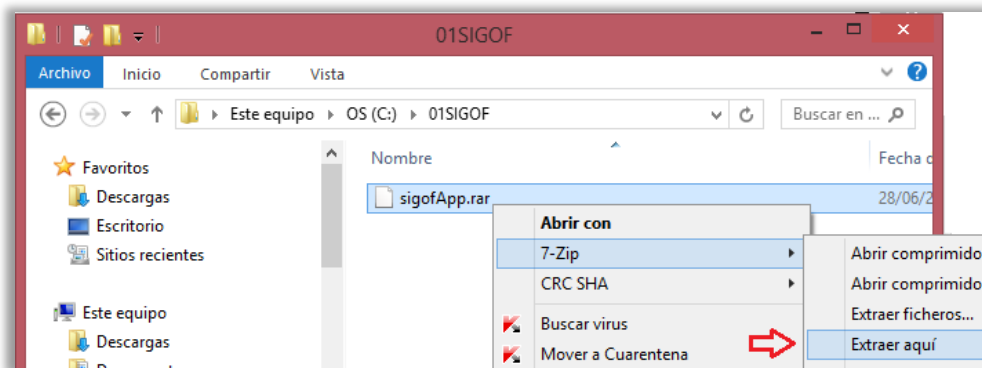 01SIGOF
Archivo Inicio Compartir Vista
Este equipo OS (C:) 01SIGOF Buscar en ...
Nombre Fecha
Favoritos
Descargas
Escritorio
Sitios recientes
Este equipo
Descargas
sigofApp.rar 28/06/2
Abrir con
7-Zip
CRC SHA
Buscar virus
Mover a Cuarentena
Abrir comprimido
Abrir comprimido
Extraer ficheros...
Extraer aquí